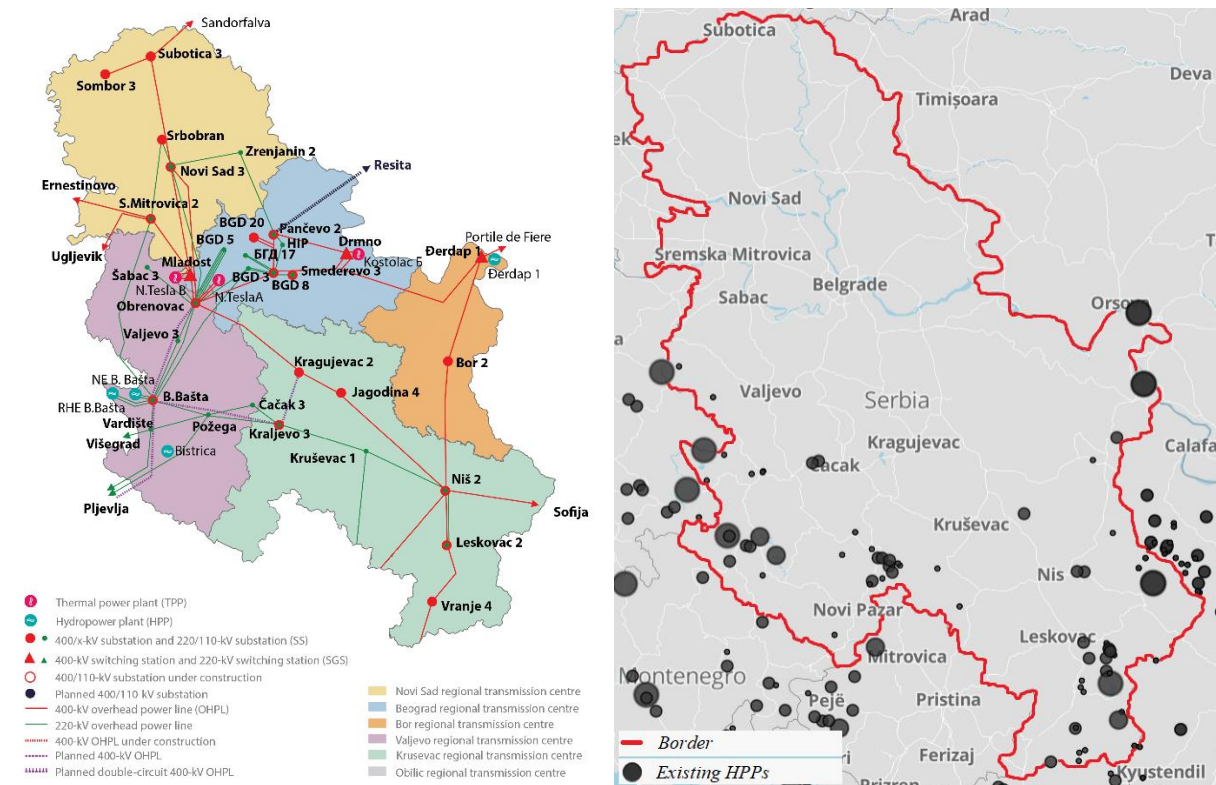 Sandorfalva
Subotica 3
Sombor 3
Srbobran
Zrenjanin 2
Novi Sad 3
Resita
Ernestinovo
S.Mitrovica 2
BGD 20
Pančevo 2
BGD 5
HIP
Drmno
Portile de Fiere
Đerdap 1
Ugljevik
Mladost
БГД 17
Kostolac
Šabac 3
BGD 3
Smederevo 3
Đerdap 1
N.Tesla B
N.TeslaA
BGD 8
Obrenovac
Valjevo 3
Kragujevac 2
Bor 2
NE B. Bašta
Jagodina 4
B.Bašta
Čačak 3
RHE B.Bašta
Vardište
Požega
Kraljevo 3
Višegrad
Bistrica
Kruševac 1
Niš 2
Pljevlja
Sofija
Leskovac 2
Vranje 4
Thermal power plant (TPP)
Hydropower plant (HPP)
400/x-kV substation and 220/110-kV substation (SS)
400-kV switching station and 220-kV switching station (SGS)
400/110-kV substation under construction
Planned 400/110 kV substation
400-kV overhead power line (OHPL)
220-kV overhead power line
400-kV OHPL under construction
Planned 400-kV OHPL
Planned double-circuit 400-kV OHPL
Novi Sad regional transmission centre
Beograd regional transmission centre
Bor regional transmission centre
Valjevo regional transmission centre
Krusevac regional transmission centre
Obilic regional transmission centre
Arad
Subotica
Deva
Timișoara
ek
Novi Sad
Sremska Mitrovica
Belgrade
Sabac
Orsova
a
Valjevo
Serbia
Kragujevac
Calafa
Cacak
Kruševac
Nis
Novi Pazar
Leskovac
Mitrovica
Montenegro
Pejë
Pristina
Border
ri
Ferizaj
Existing HPPs
Kyustendil
Prizren